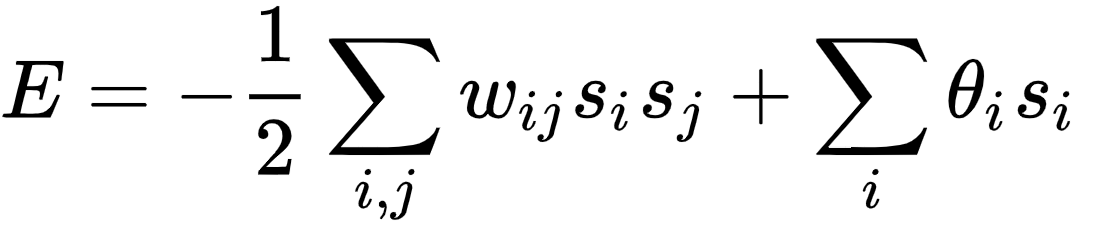 E = -\frac{1}{2} \sum_{i,j} w_{ij} s_i s_j + \sum_i \theta_i s_i